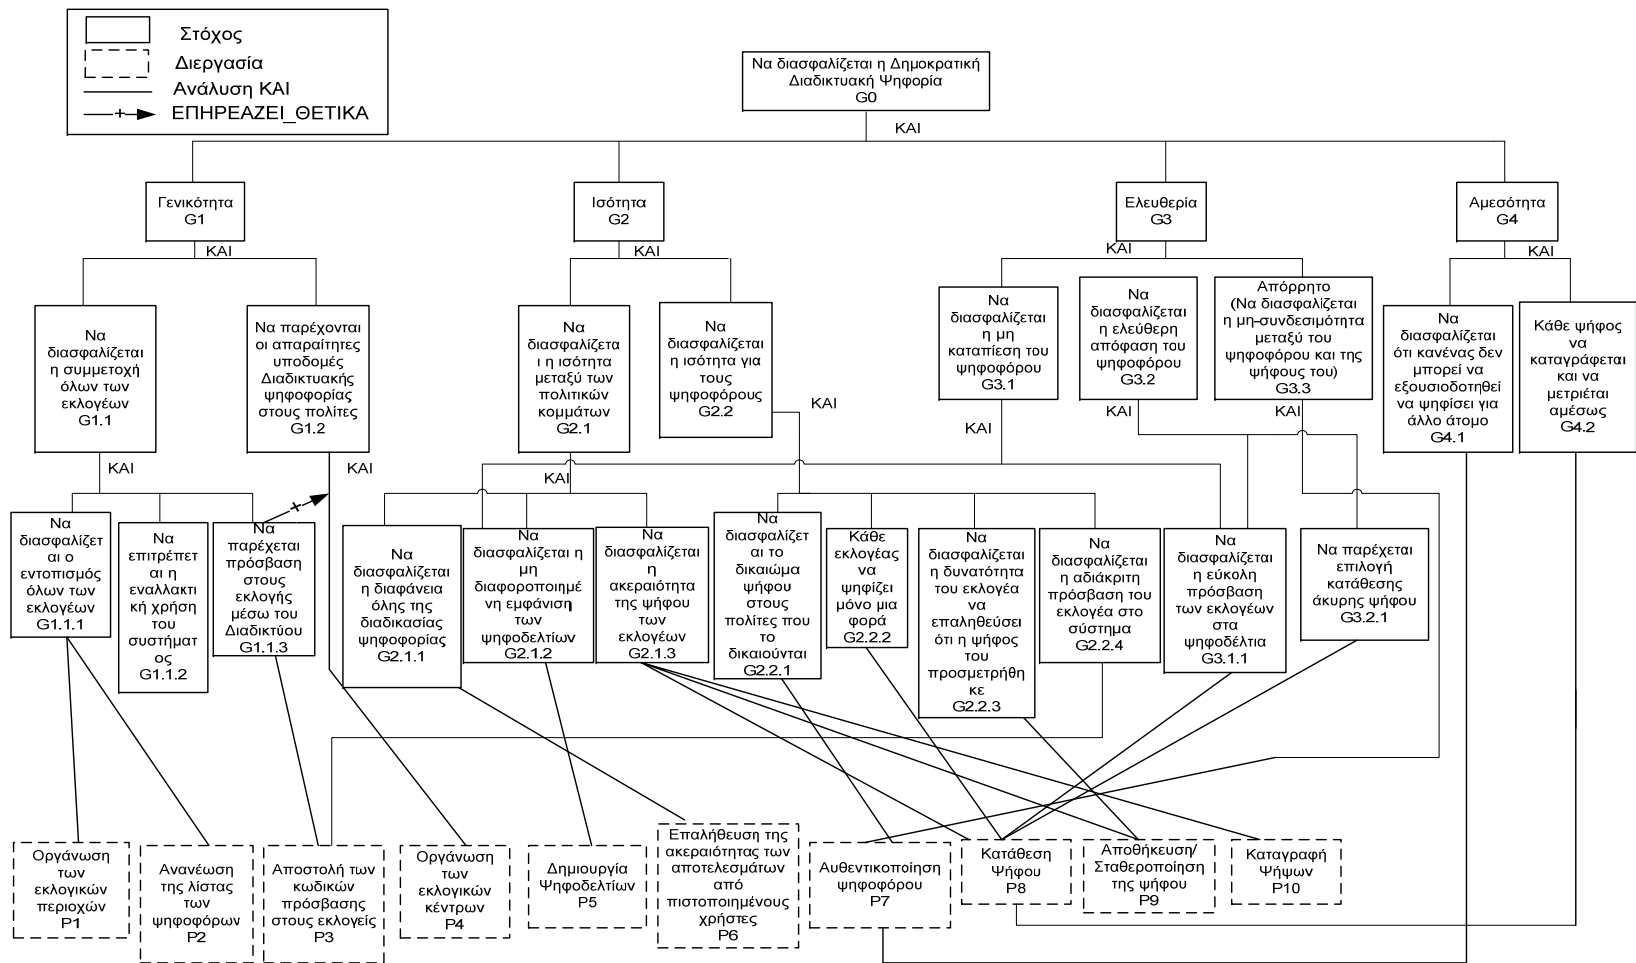 Στόχος
Διεργασία
Ανάλυση ΚΑΙ
ΕΠΗΡΕΑΖΕΙ_ΘΕΤΙΚΑ
Να διασφαλίζεται η Δημοκρατική
Διαδικτυακή Ψηφορία
G0
ΚΑΙ
Γενικότητα
G1
Ισότητα
G2
Ελευθερία
G3
Αμεσότητα
G4
ΚΑΙ
ΚΑΙ
ΚΑΙ
ΚΑΙ
Να
διασφαλίζεται
η συμμετοχή
όλων των
εκλογέων
G1.1
Να παρέχονται
οι απαραίτητες
υποδομές
Διαδικτυακής
ψηφοφορίας
στους πολίτες
G1.2
Να
διασφαλίζετα
ι η ισότητα
μεταξύ των
πολιτικών
κομμάτων
G2.1
Να
διασφαλίζεται
η ισότητα για
τους
ψηφοφόρους
G2.2
Να
διασφαλίζεται
η μη
καταπίεση του
ψηφοφόρου
G3.1
Να
διασφαλίζεται
η ελεύθερη
απόφαση του
ψηφοφόρου
G3.2
Απόρρητο
(Να διασφαλίζεται
η μη-συνδεσιμότητα
μεταξύ του
ψηφοφόρου και της
ψήφους του)
G3.3
Να
διασφαλίζεται
ότι κανένας δεν
μπορεί να
εξουσιοδοτηθεί
να ψηφίσει για
άλλο άτομο
G4.1
Κάθε ψήφος
να
καταγράφεται
και να
μετριέται
αμέσως
G4.2
ΚΑΙ
ΚΑΙ
ΚΑΙ
ΚΑΙ
ΚΑΙ
ΚΑΙ
ΚΑΙ
Να
διασφαλίζετ
αι ο
εντοπισμός
όλων των
εκλογέων
G1.1.1
Να
επιτρέπετ
αι η
εναλλακτι
κή χρήση
του
συστήματ
ος
G1.1.2
Να
παρέχεται
πρόσβαση
στους
εκλογής
μέσω του
Διαδικτύου
G1.1.3
Να
διασφαλίζεται
η διαφάνεια
όλης της
διαδικασίας
ψηφοφορίας
G2.1.1
Να
διασφαλίζεται η
μη
διαφοροποιημέ
νη εμφάνιση
των
ψηφοδελτίων
G2.1.2
Να
διασφαλίζεται
η
ακεραιότητα
της ψήφου
των
εκλογέων
G2.1.3
Να
διασφαλίζετ
αι το
δικαιώμα
ψήφου
στους
πολίτες που
το
δικαιούνται
G2.2.1
Κάθε
εκλογέας
να
ψηφίζει
μόνο μια
φορά
G2.2.2
Να
διασφαλίζεται
η δυνατότητα
του εκλογέα
να
επαληθεύσει
ότι η ψήφος
του
προσμετρήθη
κε
G2.2.3
Να
διασφαλίζεται
η αδιάκριτη
πρόσβαση του
εκλογέα στο
σύστημα
G2.2.4
Να
διασφαλίζεται
η εύκολη
πρόσβαση
των εκλογέων
στα
ψηφοδέλτια
G3.1.1
Να παρέχεται
επιλογή
κατάθεσης
άκυρης ψήφου
G3.2.1
Οργάνωση
των
εκλογικών
περιοχών
P1
Ανανέωση
της λίστας
των
ψηφοφόρων
P2
Αποστολή των
κωδικών
πρόσβασης
στους εκλογείς
P3
Οργάνωση
των
εκλογικών
κέντρων
P4
Δημιουργία
Ψηφοδελτίων
P5
Επαλήθευση της
ακεραιότητας των
αποτελεσμάτων
από
πιστοποιημένους
χρήστες
P6
Αυθεντικοποίηση
ψηφοφόρου
P7
Κατάθεση
Ψήφου
P8
Αποθήκευση/
Σταθεροποίηση
της ψήφου
P9
Καταγραφή
Ψήφων
P10